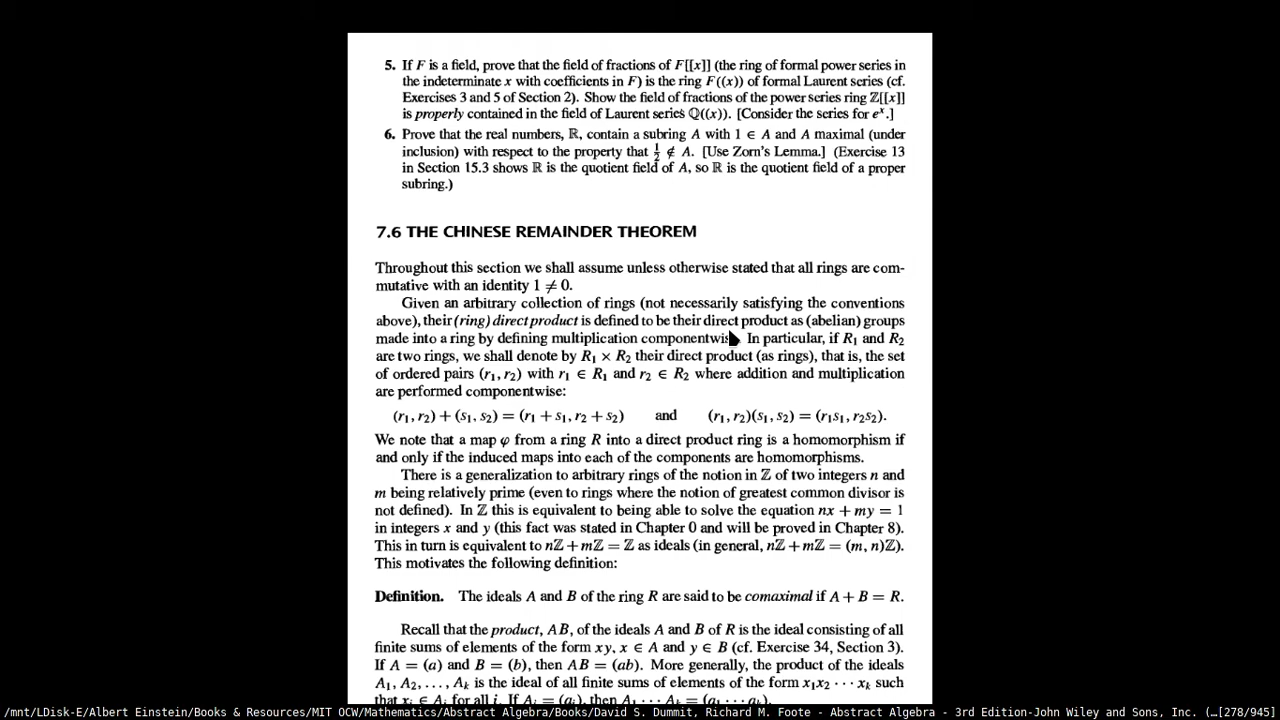 5. If F is a field, prove that the field of fractions of F[[x]] (the ring of formal power series in
the indeterminate x with coefficients in F) is the ring F((x)) of formal Laurent series (cf.
Exercises 3 and 5 of Section 2). Show the field of fractions of the power series ring ℤ[[x]]
is properly contained in the field of Laurent series ℚ((x)). [Consider the series for eˣ.]
6. Prove that the real numbers, ℝ, contain a subring A with 1 ∈ A and A maximal (under
inclusion) with respect to the property that ½ ∉ A. [Use Zorn's Lemma.] (Exercise 13
in Section 15.3 shows ℝ is the quotient field of A, so ℝ is the quotient field of a proper
subring.)
7.6 THE CHINESE REMAINDER THEOREM
Throughout this section we shall assume unless otherwise stated that all rings are com-
mutative with an identity 1 ≠ 0.
Given an arbitrary collection of rings (not necessarily satisfying the conventions
above), their (ring) direct product is defined to be their direct product as (abelian) groups
made into a ring by defining multiplication componentwis In particular, if R₁ and R₂
are two rings, we shall denote by R₁ × R₂ their direct product (as rings), that is, the set
of ordered pairs (r₁, r₂) with r₁ ∈ R₁ and r₂ ∈ R₂ where addition and multiplication
are performed componentwise:
(r₁, r₂) + (s₁, s₂) = (r₁ + s₁, r₂ + s₂) and (r₁, r₂)(s₁, s₂) = (r₁s₁, r₂s₂).
We note that a map φ from a ring R into a direct product ring is a homomorphism if
and only if the induced maps into each of the components are homomorphisms.
There is a generalization to arbitrary rings of the notion in ℤ of two integers n and
m being relatively prime (even to rings where the notion of greatest common divisor is
not defined). In ℤ this is equivalent to being able to solve the equation nx + my = 1
in integers x and y (this fact was stated in Chapter 0 and will be proved in Chapter 8).
This in turn is equivalent to nℤ + mℤ = ℤ as ideals (in general, nℤ + mℤ = (m, n)ℤ).
This motivates the following definition:
Definition. The ideals A and B of the ring R are said to be comaximal if A + B = R.
Recall that the product, AB, of the ideals A and B of R is the ideal consisting of all
finite sums of elements of the form xy, x ∈ A and y ∈ B (cf. Exercise 34, Section 3).
If A = (a) and B = (b), then AB = (ab). More generally, the product of the ideals
A₁, A₂, . . . , Aₖ is the ideal of all finite sums of elements of the form x₁x₂ · · · xₖ such
that xᵢ ∈ Aᵢ for all i. If Aᵢ = (aᵢ), then A₁ · · · Aₖ = (a₁ · · · aₖ).
/mnt/LDisk-E/Albert Einstein/Books & Resources/MIT OCW/Mathematics/Abstract Algebra/Books/David S. Dummit, Richard M. Foote - Abstract Algebra - 3rd Edition-John Wiley and Sons, Inc. (…[278/945]